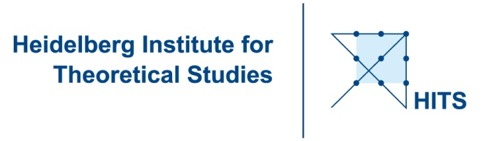 Heidelberg Institute for
Theoretical Studies
HITS